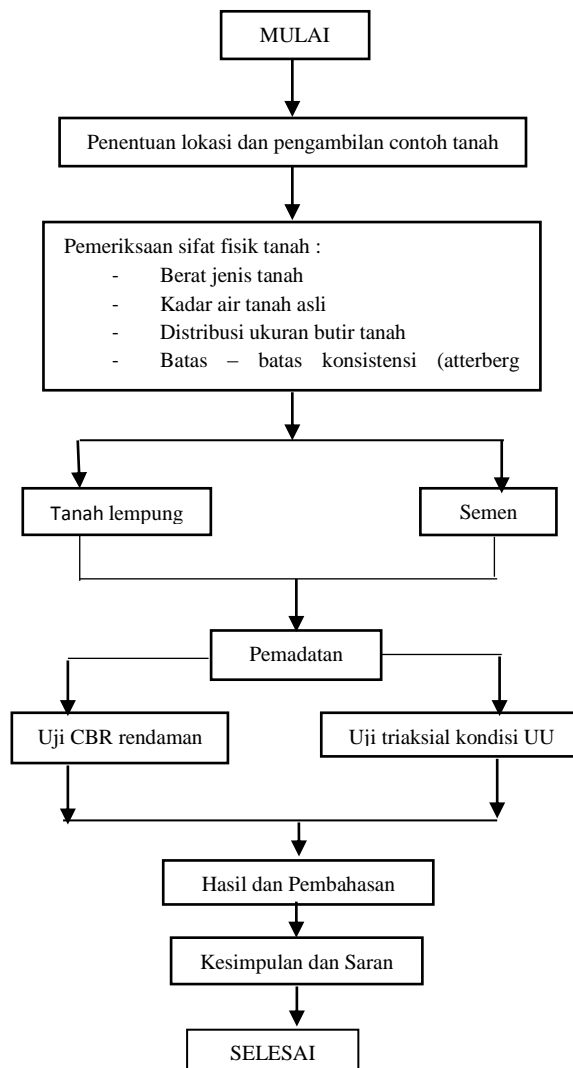 MULAI
Penentuan lokasi dan pengambilan contoh tanah
Pemeriksaan sifat fisik tanah :
- Berat jenis tanah
- Kadar air tanah asli
- Distribusi ukuran butir tanah
- Batas – batas konsistensi (atterberg
Tanah lempung
Semen
Pemadatan
Uji CBR rendaman
Uji triaksial kondisi UU
Hasil dan Pembahasan
Kesimpulan dan Saran
SELESAI